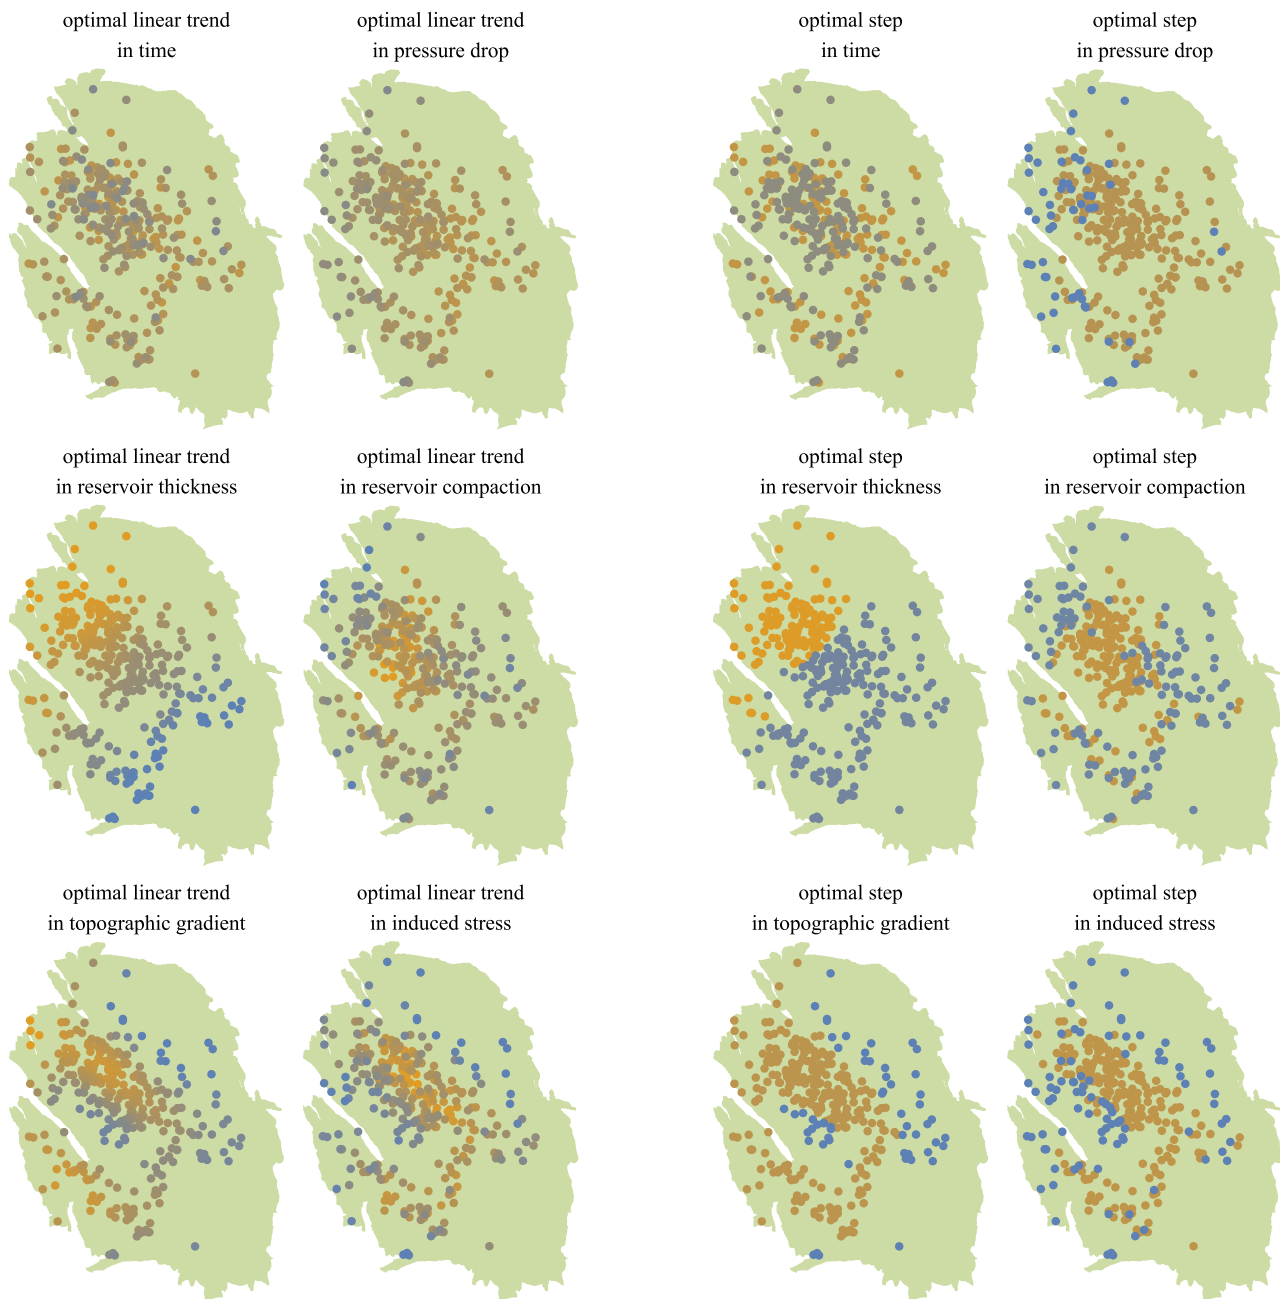 optimal linear trend
in time
optimal linear trend
in pressure drop
optimal step
in time
optimal step
in pressure drop
optimal linear trend
in reservoir thickness
optimal linear trend
in reservoir compaction
optimal step
in reservoir thickness
optimal step
in reservoir compaction
optimal linear trend
in topographic gradient
optimal linear trend
in induced stress
optimal step
in topographic gradient
optimal step
in induced stress